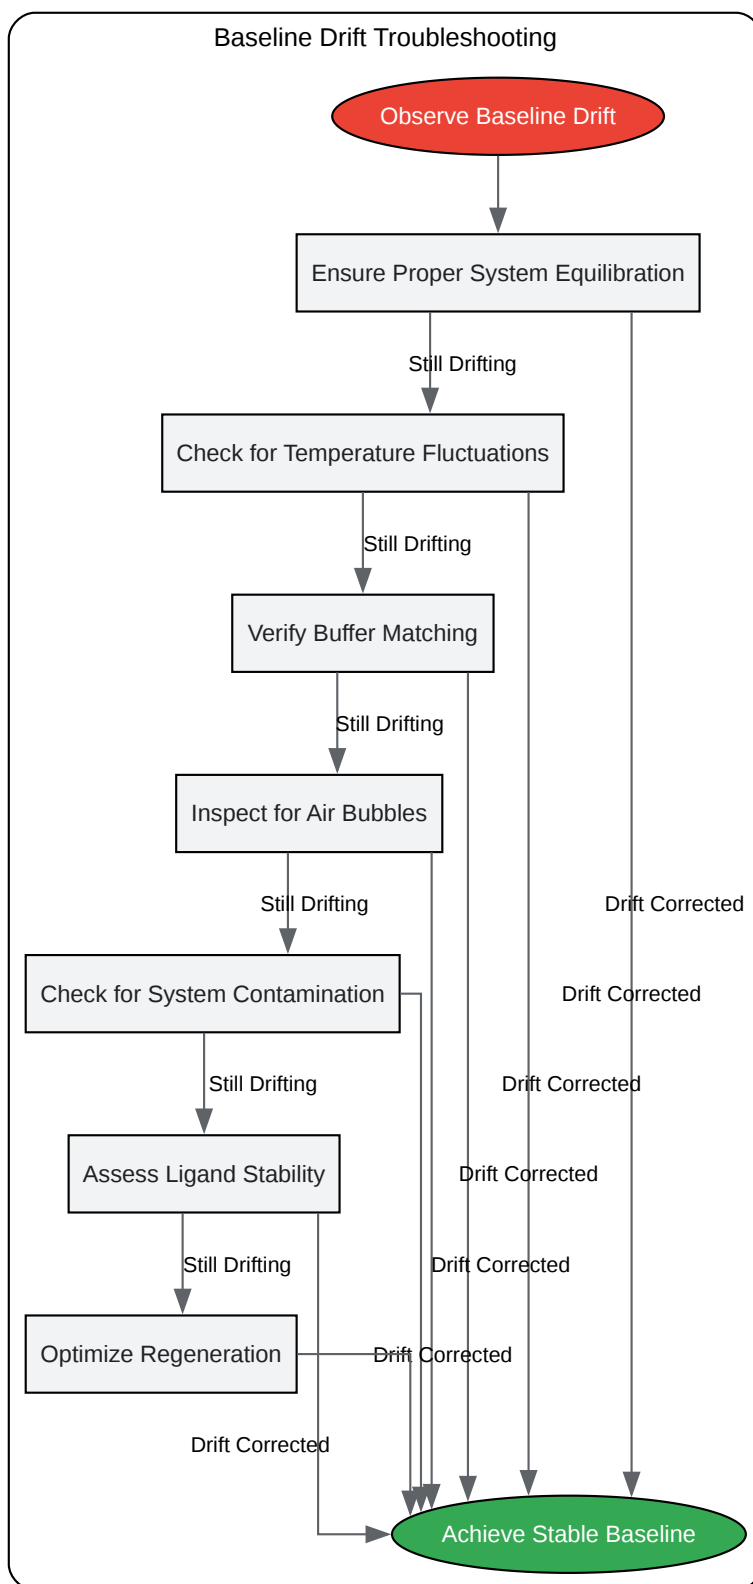 Baseline Drift Troubleshooting
Observe Baseline Drift
Ensure Proper System Equilibration
Still Drifting
Check for Temperature Fluctuations
Still Drifting
Verify Buffer Matching
Still Drifting
Inspect for Air Bubbles
Still Drifting
Drift Corrected
Check for System Contamination
Drift Corrected
Still Drifting
Drift Corrected
Assess Ligand Stability
Drift Corrected
Still Drifting
Drift Corrected
Optimize Regeneration
Drift Corrected
Drift Corrected
Achieve Stable Baseline